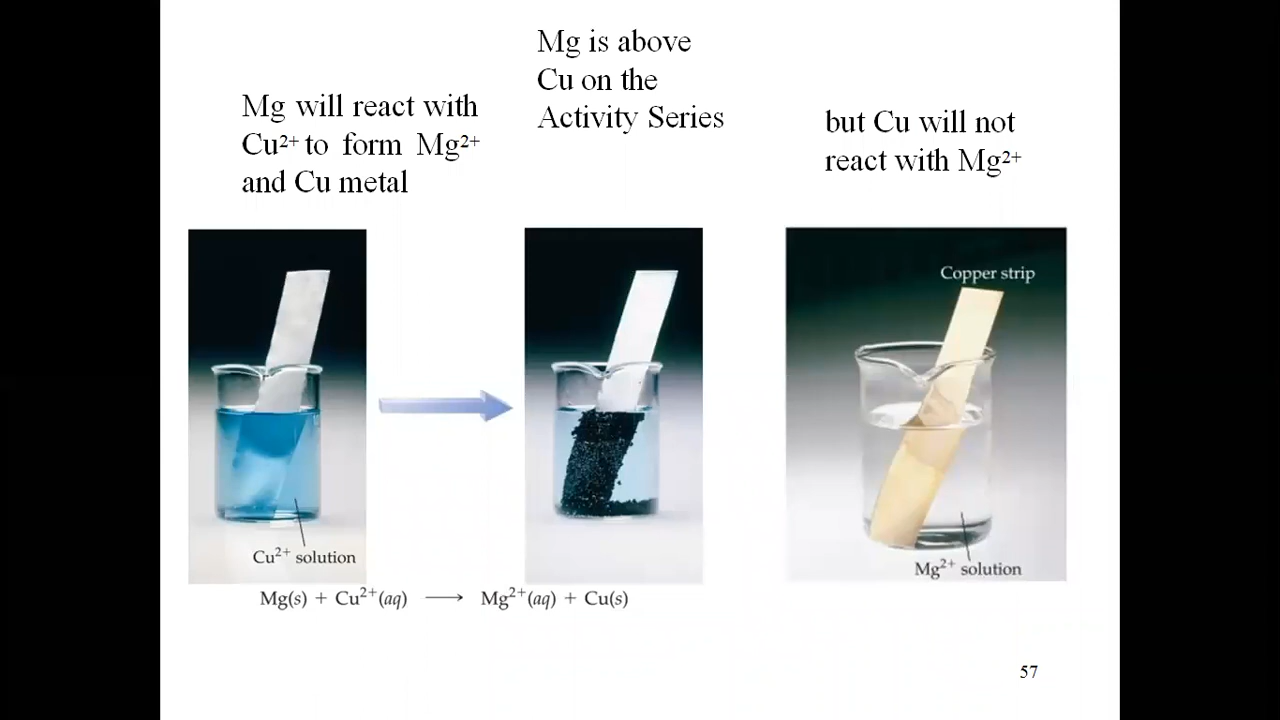 Mg is above
Cu on the
Activity Series
Mg will react with
Cu²⁺ to form Mg²⁺
and Cu metal
but Cu will not
react with Mg²⁺
Copper strip
Cu²⁺ solution
Mg²⁺ solution
Mg(s) + Cu²⁺(aq) ⟶ Mg²⁺(aq) + Cu(s)
57